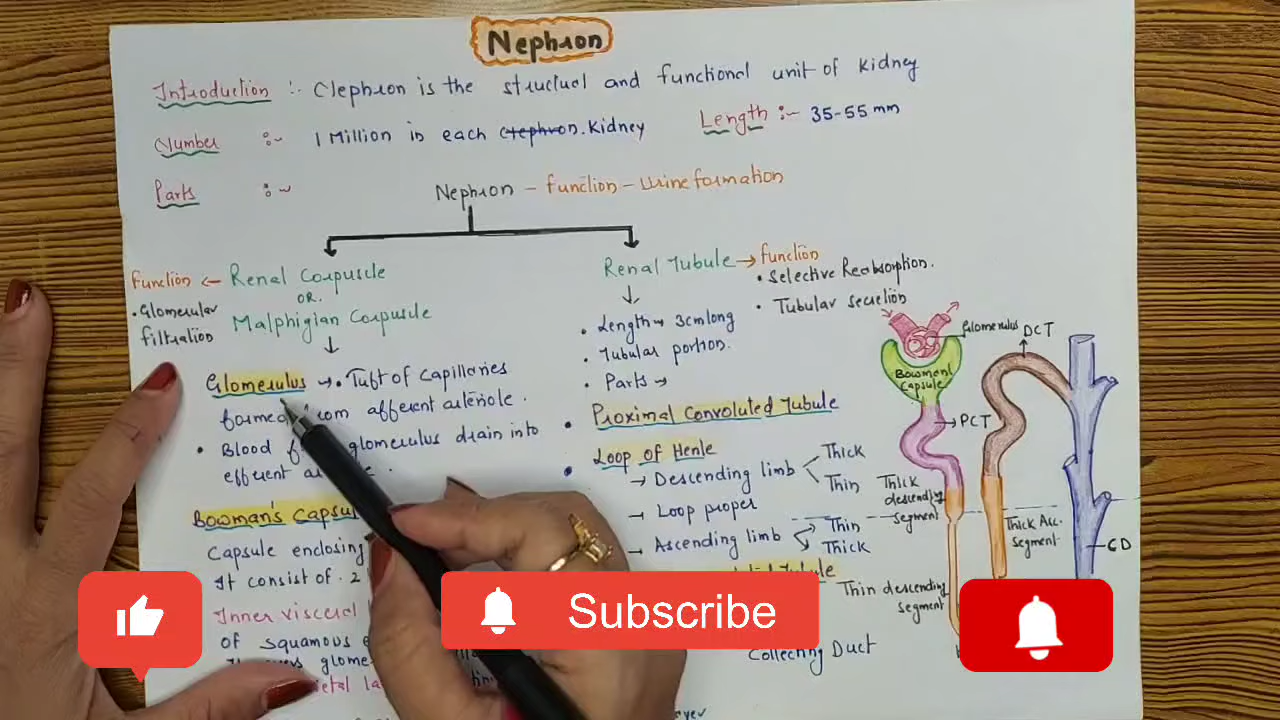 Nephron
Introduction :- Nephron is the structual and functional unit of kidney
Number :~ 1 Million in each Nephron. Kidney
Length :~ 35-55 mm
Parts :~
Nephron - function - Urine formation
function ← Renal Corpuscle
OR.
Malphigian Corpuscle
• Glomerular
filtration
Glomerulus → • Tuft of Capillaries
formed from afferent arteriole.
• Blood glomerulus drain into
efferent
Bowman's Capsu
Capsule enclosing
It consist of 2
Inner visceral
of squamous
glome
Renal Tubule → function
• Selective Reabsorption.
• Tubular secretion
• Length → 3cm long
• Tubular portion.
• Parts →
• Proximal Convoluted Tubule
• Loop of Henle
→ Descending limb Thick
Thin
→ Loop proper
→ Ascending limb Thin
Thick
Collecting Duct
Glomerulus
DCT
Bowment
Capsule
PCT
Thick
descending
segment
Thick Asc.
segment
CD
Thin descending
segment
Subscribe